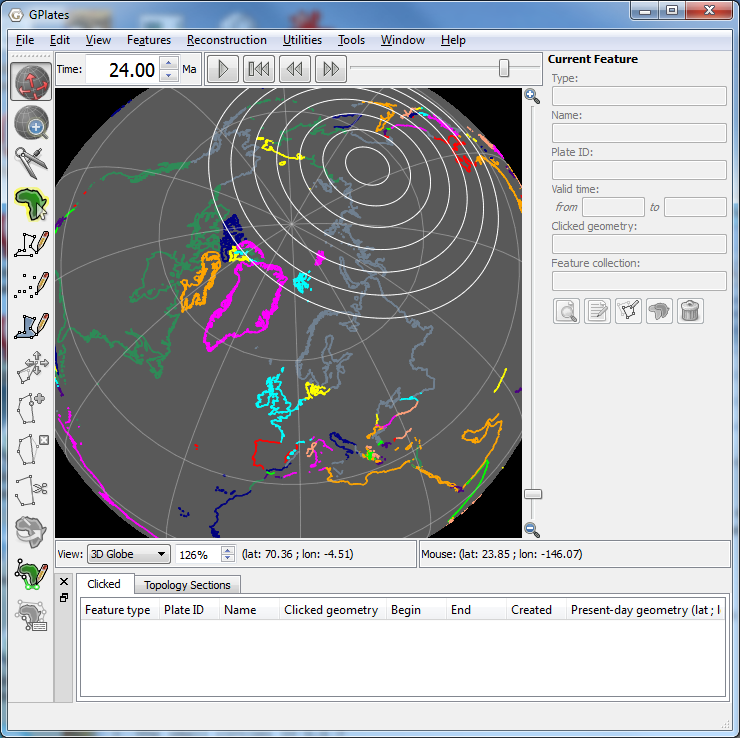 GPlates
File Edit View Features Reconstruction Utilities Tools Window Help
Time: 24.00 Ma
Current Feature
Type:
Name:
Plate ID:
Valid time:
from to
Clicked geometry:
Feature collection:
View: 3D Globe 126% (lat: 70.36 ; lon: -4.51) Mouse: (lat: 23.85 ; lon: -146.07)
Clicked Topology Sections
Feature type Plate ID Name Clicked geometry Begin End Created Present-day geometry (lat ; l